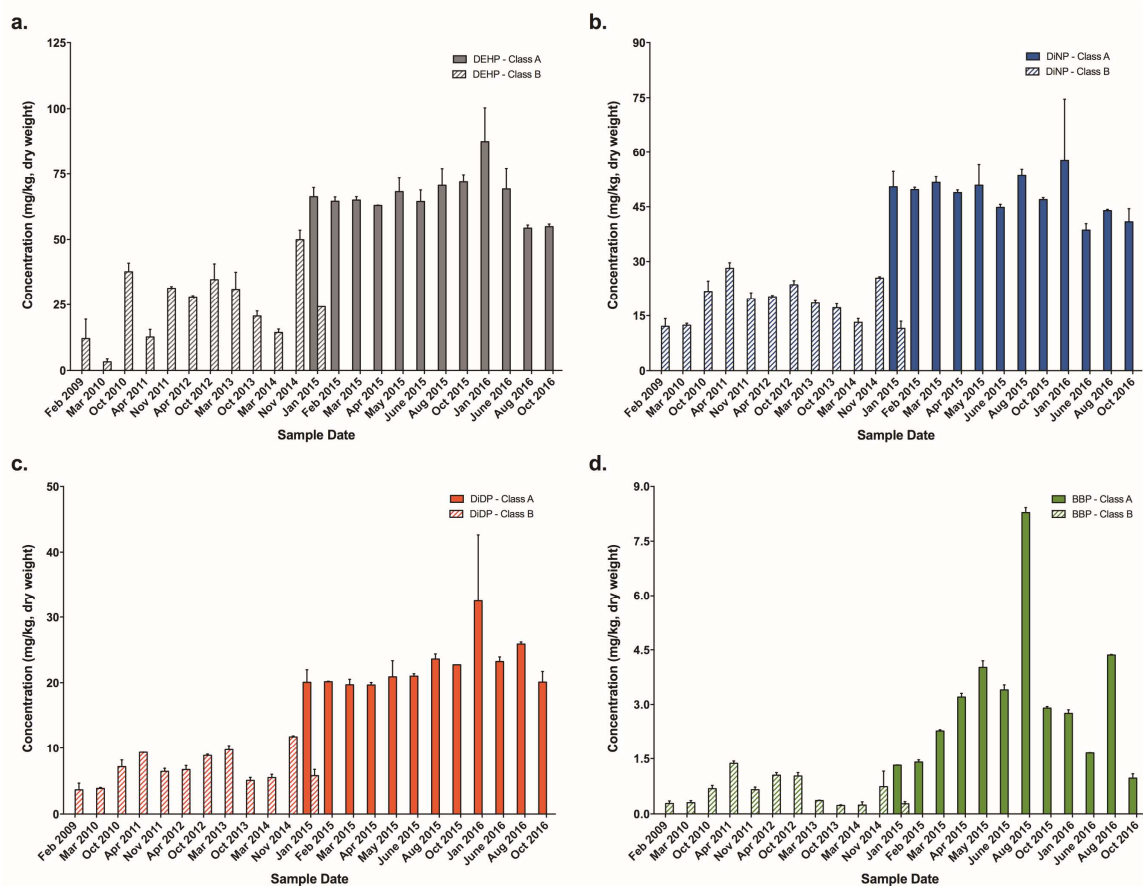 a.
DEHP - Class A
DEHP - Class B
Concentration (mg/kg, dry weight)
125
100
75
50
25
0
Feb 2009
Mar 2010
Oct 2010
Apr 2011
Nov 2011
Apr 2012
Oct 2012
Mar 2013
Oct 2013
Mar 2014
Nov 2014
Jan 2015
Feb 2015
Mar 2015
Apr 2015
May 2015
June 2015
Aug 2015
Oct 2015
Jan 2016
June 2016
Aug 2016
Oct 2016
Sample Date
b.
DiNP - Class A
DiNP - Class B
Concentration (mg/kg, dry weight)
90
75
60
45
30
15
0
Feb 2009
Mar 2010
Oct 2010
Apr 2011
Nov 2011
Apr 2012
Oct 2012
Mar 2013
Oct 2013
Mar 2014
Nov 2014
Jan 2015
Feb 2015
Mar 2015
Apr 2015
May 2015
June 2015
Aug 2015
Oct 2015
Jan 2016
June 2016
Aug 2016
Oct 2016
Sample Date
c.
DiDP - Class A
DiDP - Class B
Concentration (mg/kg, dry weight)
50
40
30
20
10
0
Feb 2009
Mar 2010
Oct 2010
Apr 2011
Nov 2011
Apr 2012
Oct 2012
Mar 2013
Oct 2013
Mar 2014
Nov 2014
Jan 2015
Feb 2015
Mar 2015
Apr 2015
May 2015
June 2015
Aug 2015
Oct 2015
Jan 2016
June 2016
Aug 2016
Oct 2016
Sample Date
d.
BBP - Class A
BBP - Class B
Concentration (mg/kg, dry weight)
9.0
7.5
6.0
4.5
3.0
1.5
0.0
Feb 2009
Mar 2010
Oct 2010
Apr 2011
Nov 2011
Apr 2012
Oct 2012
Mar 2013
Oct 2013
Mar 2014
Nov 2014
Jan 2015
Feb 2015
Mar 2015
Apr 2015
May 2015
June 2015
Aug 2015
Oct 2015
Jan 2016
June 2016
Aug 2016
Oct 2016
Sample Date